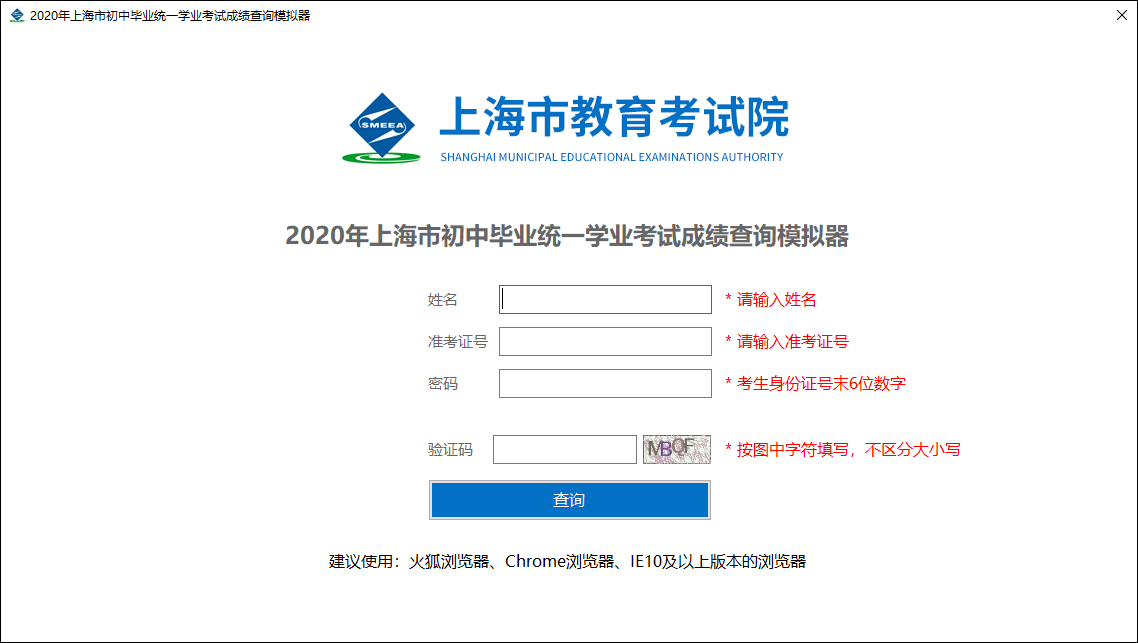 2020年上海市初中毕业统一学业考试成绩查询模拟器
SMEEA
上海市教育考试院
SHANGHAI MUNICIPAL EDUCATIONAL EXAMINATIONS AUTHORITY
2020年上海市初中毕业统一学业考试成绩查询模拟器
姓名 * 请输入姓名
准考证号 * 请输入准考证号
密码 * 考生身份证号末6位数字
验证码 MBQF * 按图中字符填写，不区分大小写
查询
建议使用：火狐浏览器、Chrome浏览器、IE10及以上版本的浏览器